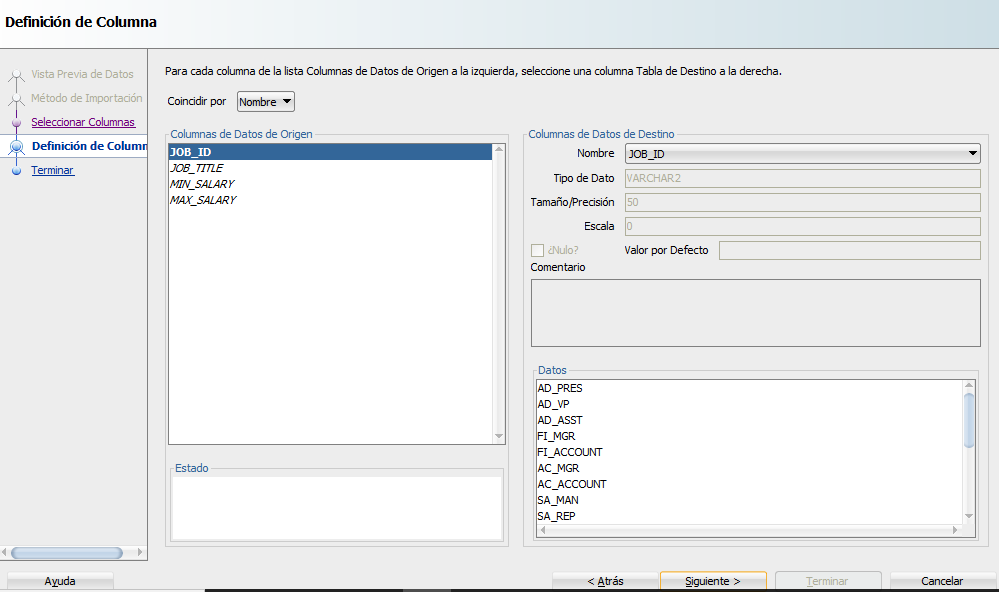 Definición de Columna
Vista Previa de Datos
Método de Importación
Seleccionar Columnas
Definición de Column
Terminar
Para cada columna de la lista Columnas de Datos de Origen a la izquierda, seleccione una columna Tabla de Destino a la derecha.
Coincidir por Nombre
Columnas de Datos de Origen
JOB_ID
JOB_TITLE
MIN_SALARY
MAX_SALARY
Estado
Columnas de Datos de Destino
Nombre JOB_ID
Tipo de Dato VARCHAR2
Tamaño/Precisión 50
Escala 0
¿Nulo? Valor por Defecto
Comentario
Datos
AD_PRES
AD_VP
AD_ASST
FI_MGR
FI_ACCOUNT
AC_MGR
AC_ACCOUNT
SA_MAN
SA_REP
Ayuda < Atrás Siguiente > Terminar Cancelar